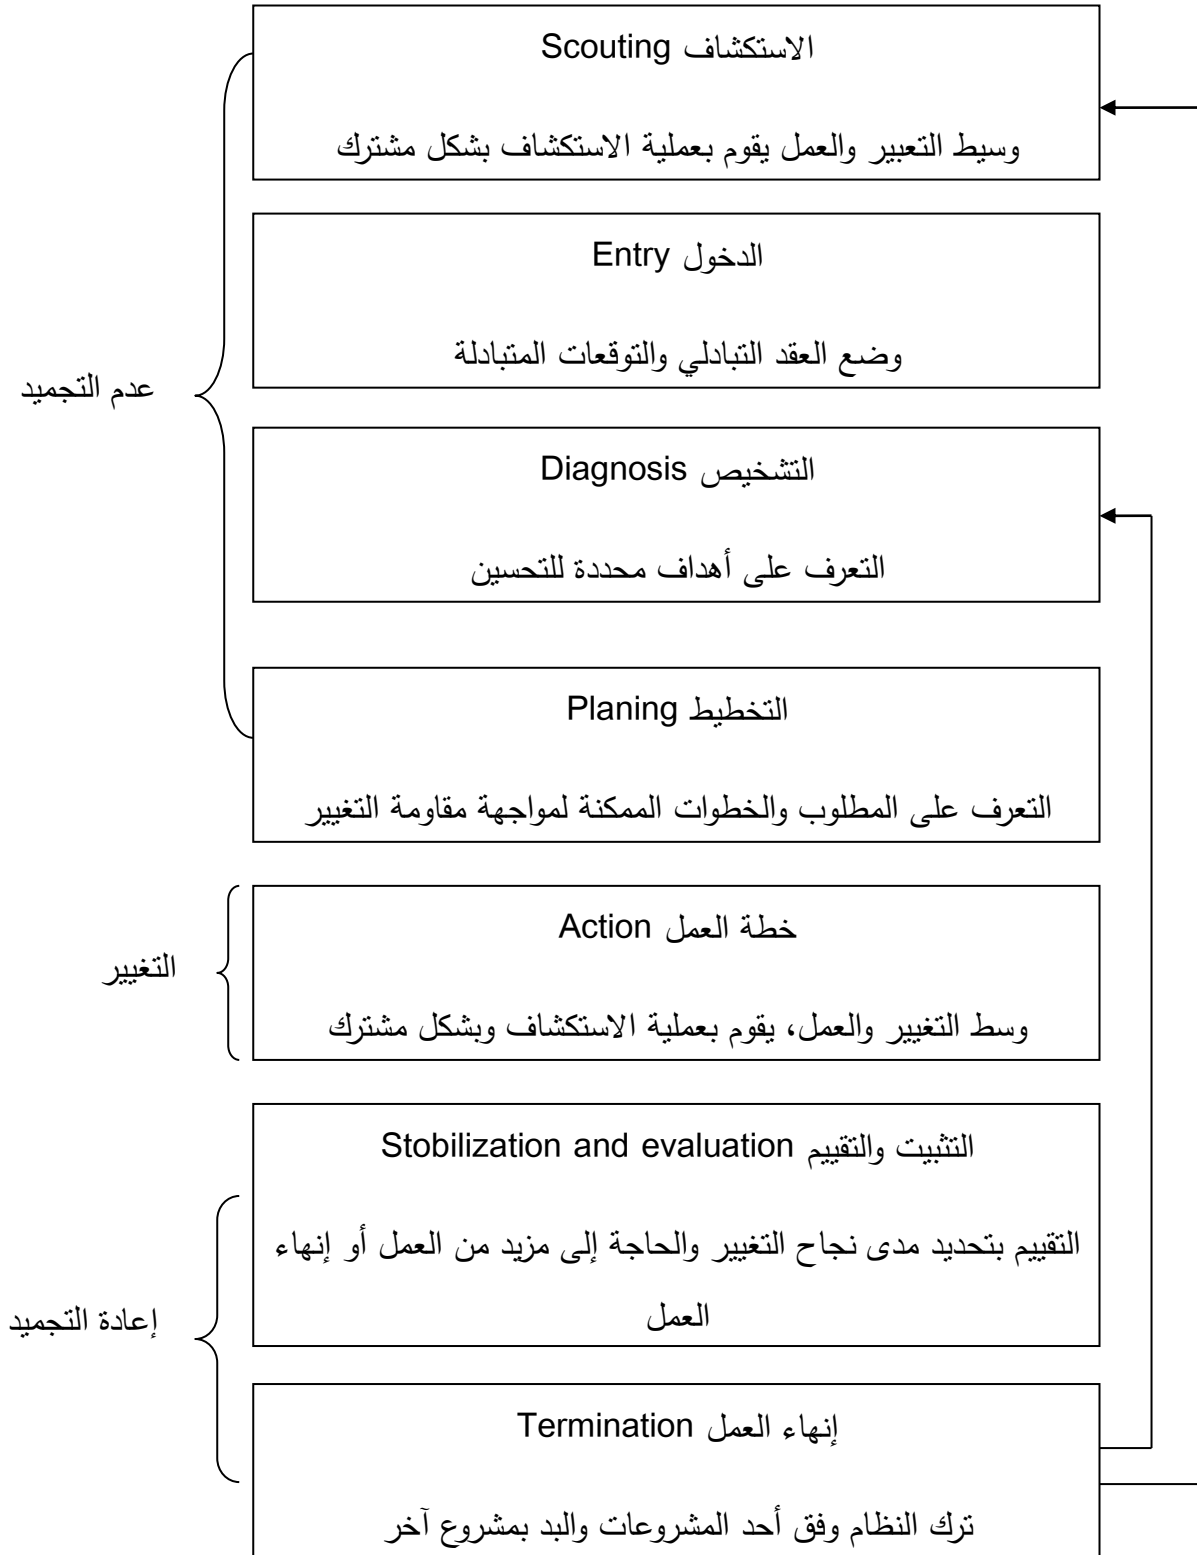 الاستكشاف Scouting
وسيط التعبير والعمل يقوم بعملية الاستكشاف بشكل مشترك
الدخول Entry
وضع العقد التبادلي والتوقعات المتبادلة
عدم التجميد
التشخيص Diagnosis
التعرف على أهداف محددة للتحسين
التخطيط Planing
التعرف على المطلوب والخطوات الممكنة لمواجهة مقاومة التغيير
خطة العمل Action
التغيير
وسط التغيير والعمل، يقوم بعملية الاستكشاف وبشكل مشترك
التثبيت والتقييم Stobilization and evaluation
التقييم بتحديد مدى نجاح التغيير والحاجة إلى مزيد من العمل أو إنهاء
العمل
إعادة التجميد
إنهاء العمل Termination
ترك النظام وفق أحد المشروعات والبد بمشروع آخر